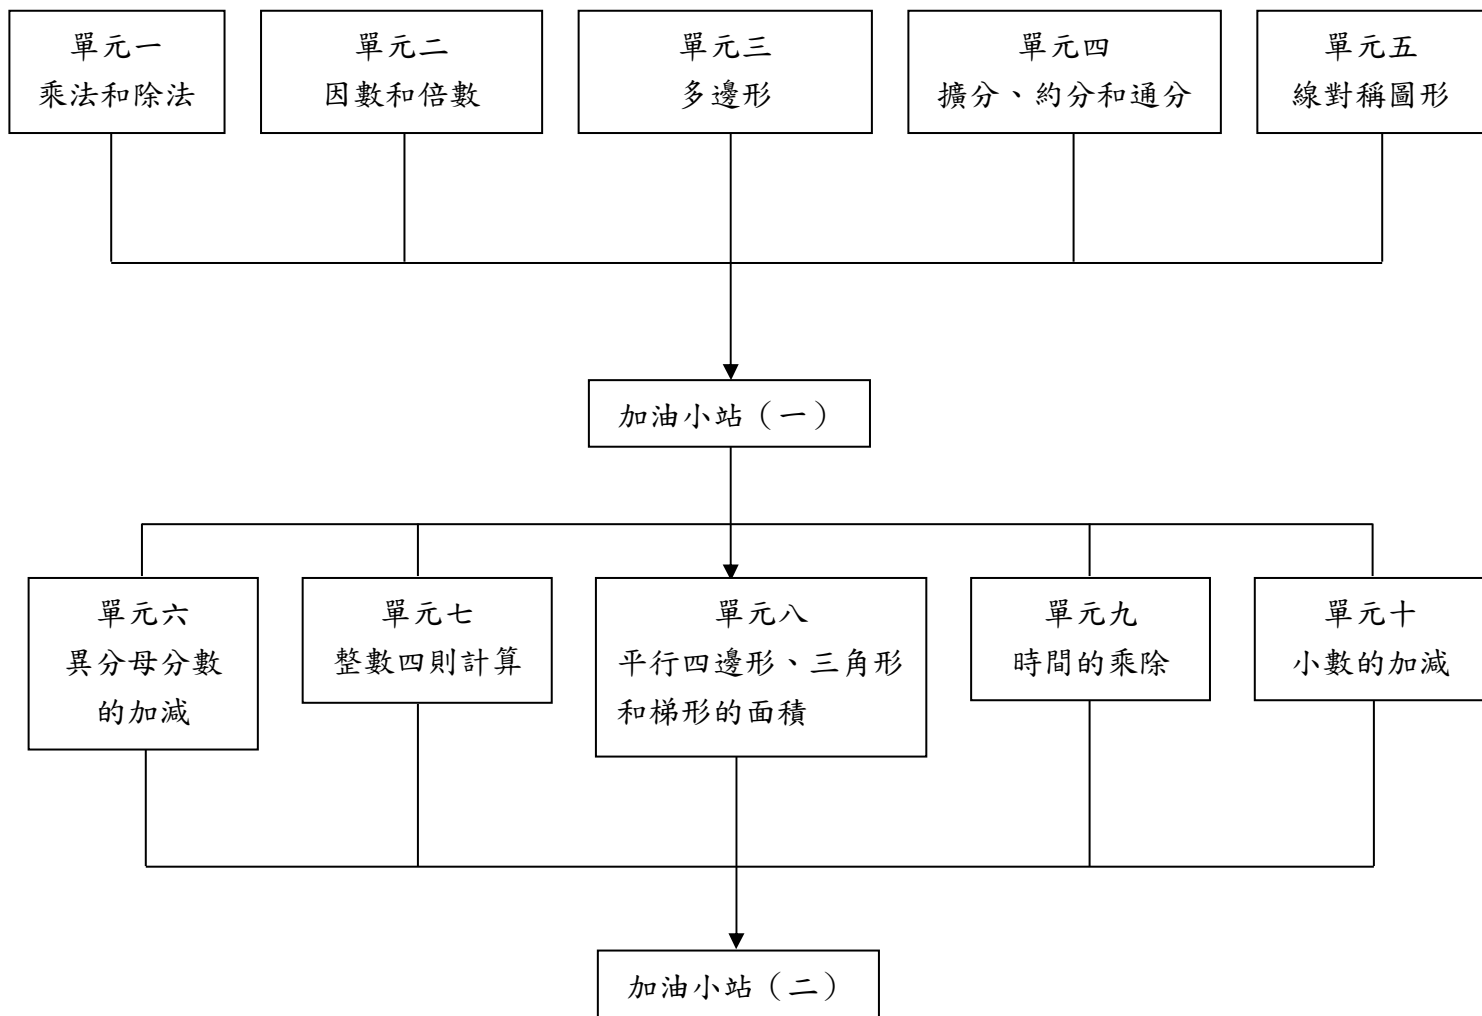 單元一
乘法和除法
單元二
因數和倍數
單元三
多邊形
單元四
擴分、約分和通分
單元五
線對稱圖形
加油小站（一）
單元六
異分母分數
的加減
單元七
整數四則計算
單元八
平行四邊形、三角形
和梯形的面積
單元九
時間的乘除
單元十
小數的加減
加油小站（二）